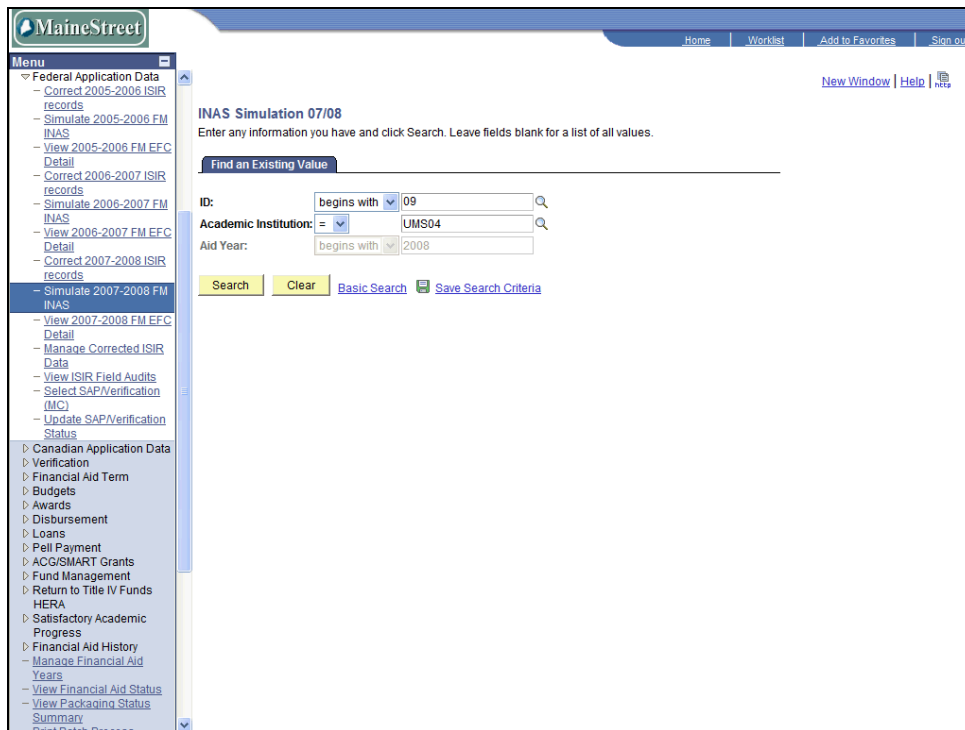 MaineStreet
Home
Worklist
Add to Favorites
Sign ou
Menu
Federal Application Data
Correct 2005-2006 ISIR
records
Simulate 2005-2006 FM
INAS
View 2005-2006 FM EFC
Detail
Correct 2006-2007 ISIR
records
Simulate 2006-2007 FM
INAS
View 2006-2007 FM EFC
Detail
Correct 2007-2008 ISIR
records
Simulate 2007-2008 FM
INAS
View 2007-2008 FM EFC
Detail
Manage Corrected ISIR
Data
View ISIR Field Audits
Select SAP/Verification
(MC)
Update SAP/Verification
Status
Canadian Application Data
Verification
Financial Aid Term
Budgets
Awards
Disbursement
Loans
Pell Payment
ACG/SMART Grants
Fund Management
Return to Title IV Funds
HERA
Satisfactory Academic
Progress
Financial Aid History
Manage Financial Aid
Years
View Financial Aid Status
View Packaging Status
Summary
Print Batch Process
New Window | Help | http
INAS Simulation 07/08
Enter any information you have and click Search. Leave fields blank for a list of all values.
Find an Existing Value
ID: begins with 09
Academic Institution: = UMS04
Aid Year: begins with 2008
Search Clear Basic Search Save Search Criteria